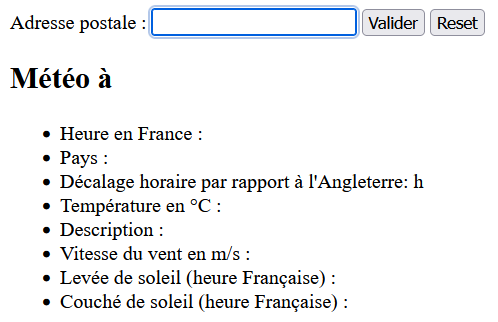 Adresse postale : Valider Reset
Météo à
Heure en France :
Pays :
Décalage horaire par rapport à l'Angleterre: h
Température en °C :
Description :
Vitesse du vent en m/s :
Levée de soleil (heure Française) :
Couché de soleil (heure Française) :